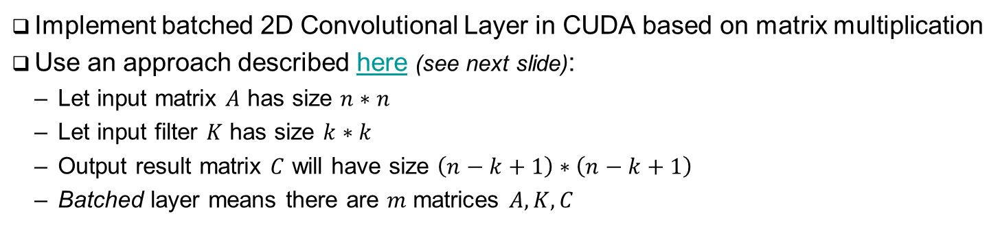 ❑ Implement batched 2D Convolutional Layer in CUDA based on matrix multiplication
❑ Use an approach described here (see next slide):
– Let input matrix A has size n ∗ n
– Let input filter K has size k ∗ k
– Output result matrix C will have size (n − k + 1) ∗ (n − k + 1)
– Batched layer means there are m matrices A, K, C